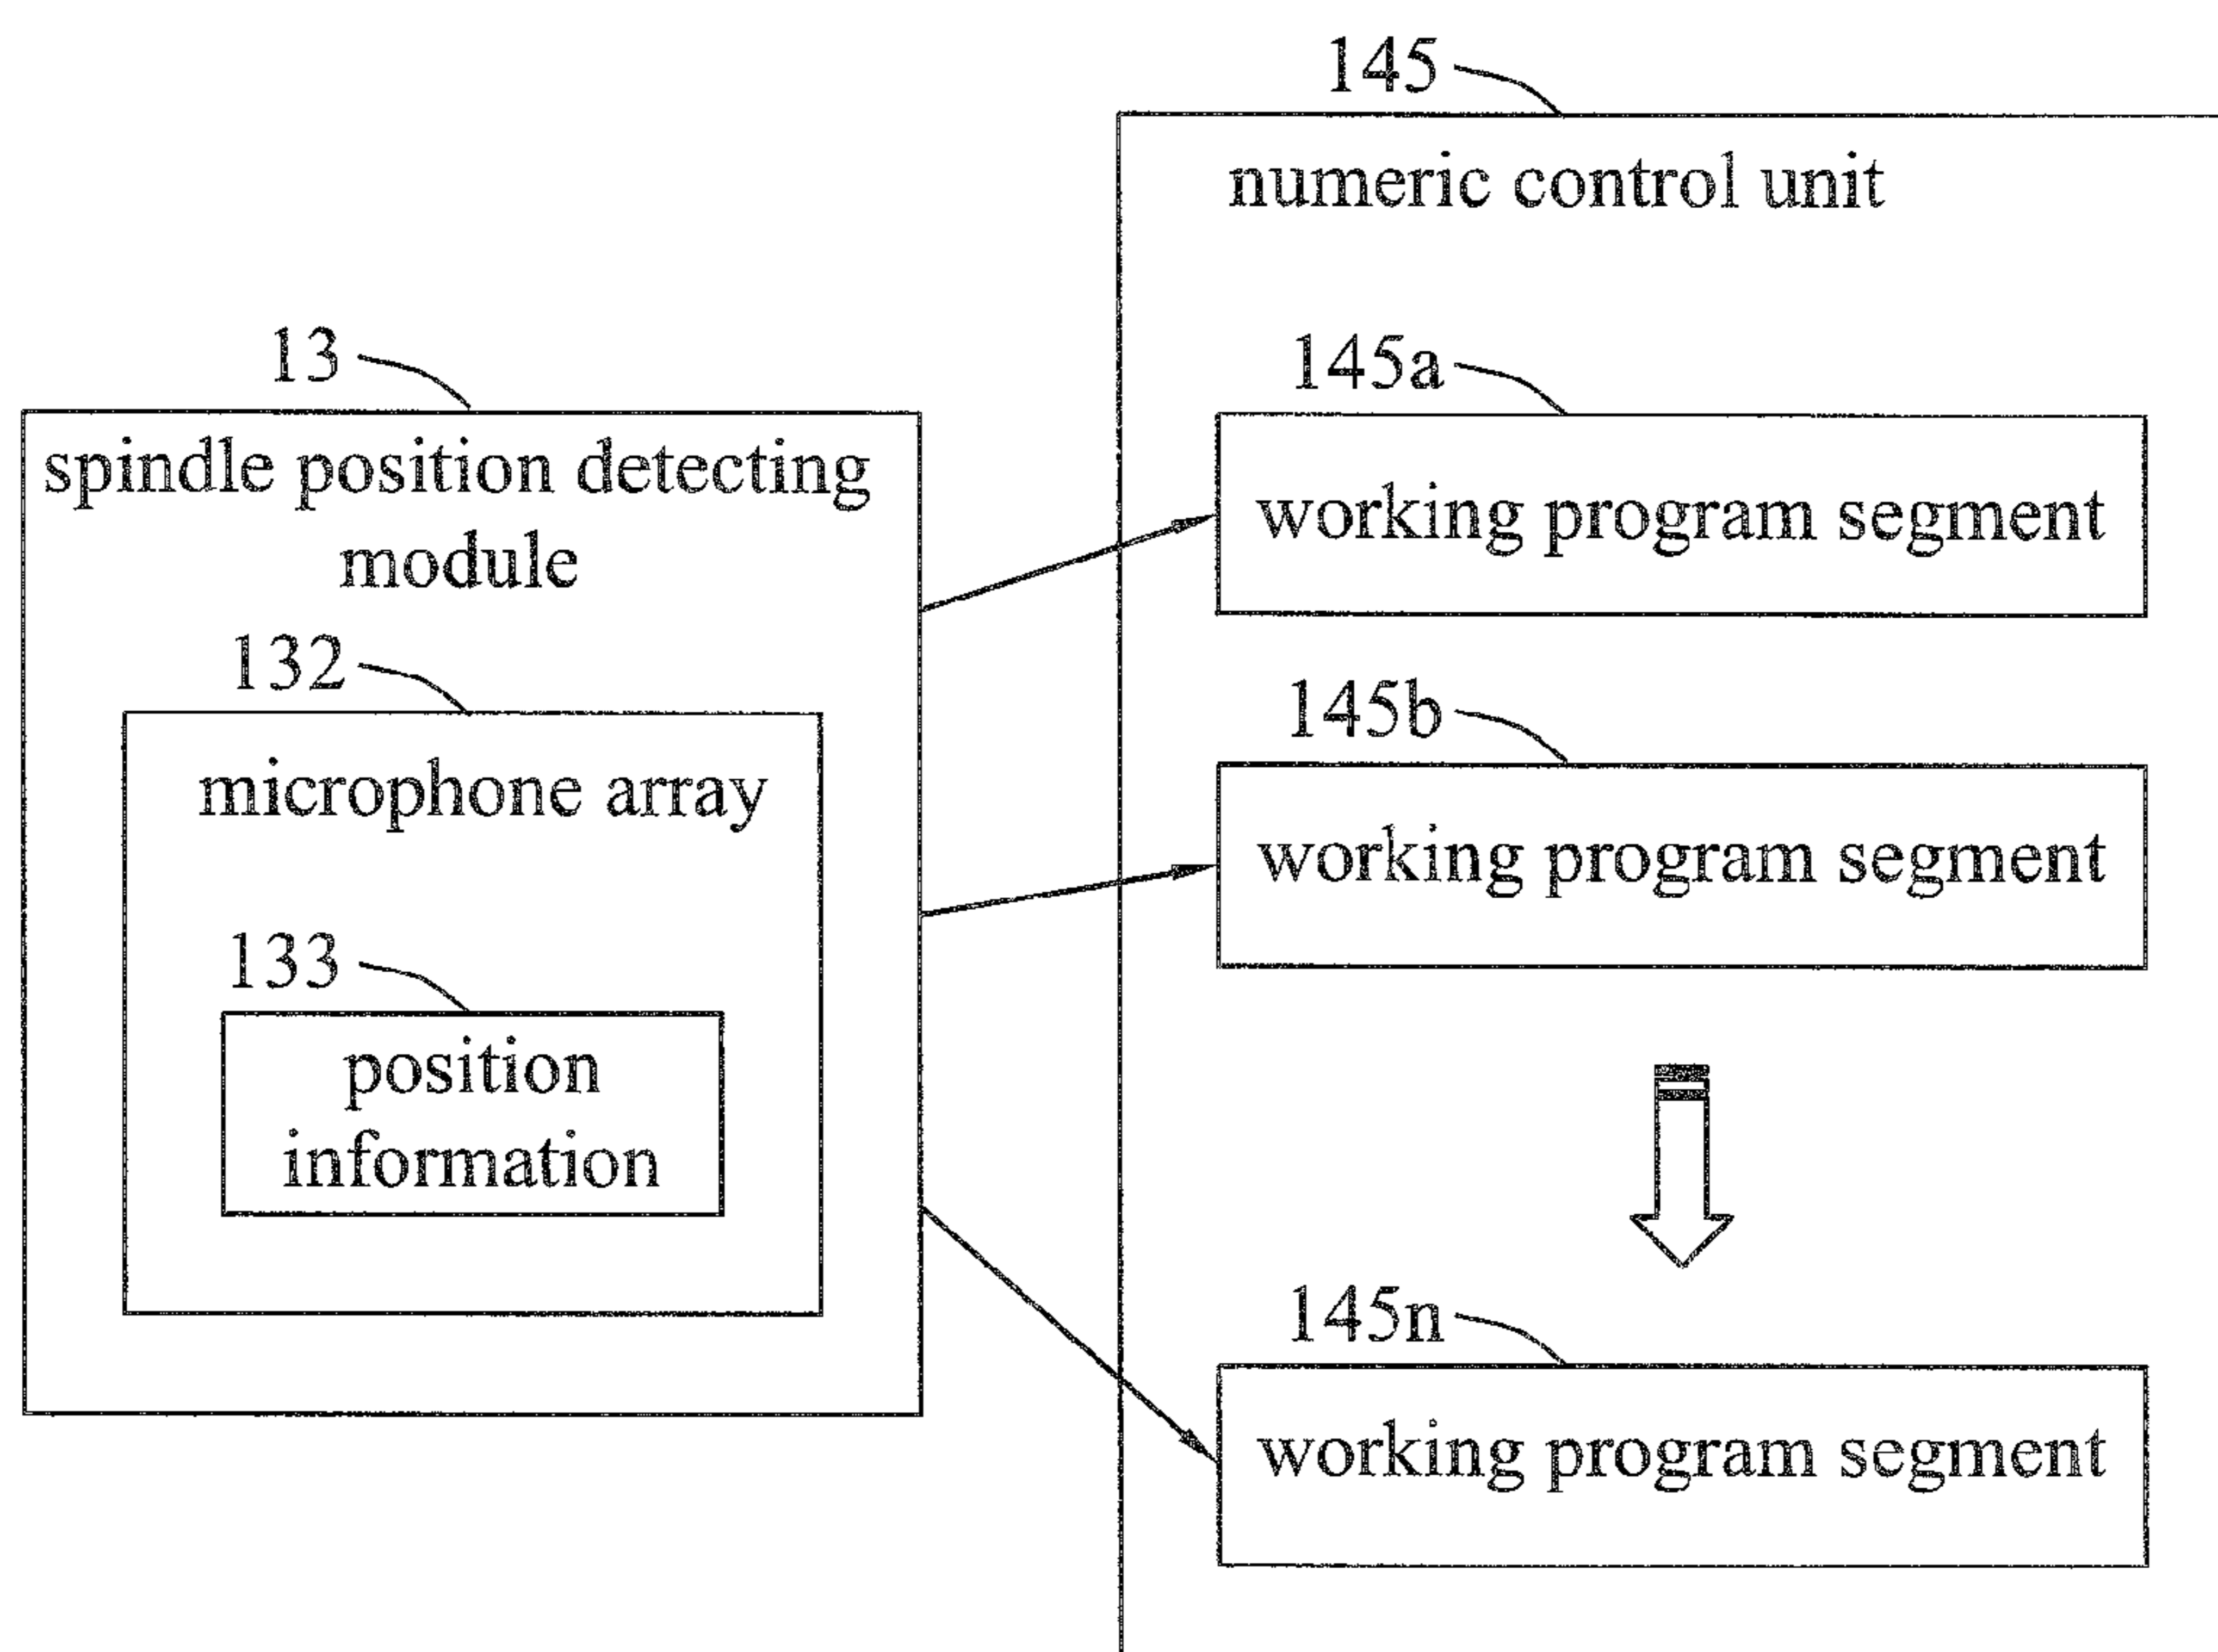 145
numeric control unit
13
spindle position detecting
module
132
microphone array
133
position
information
145a
working program segment
145b
working program segment
145n
working program segment